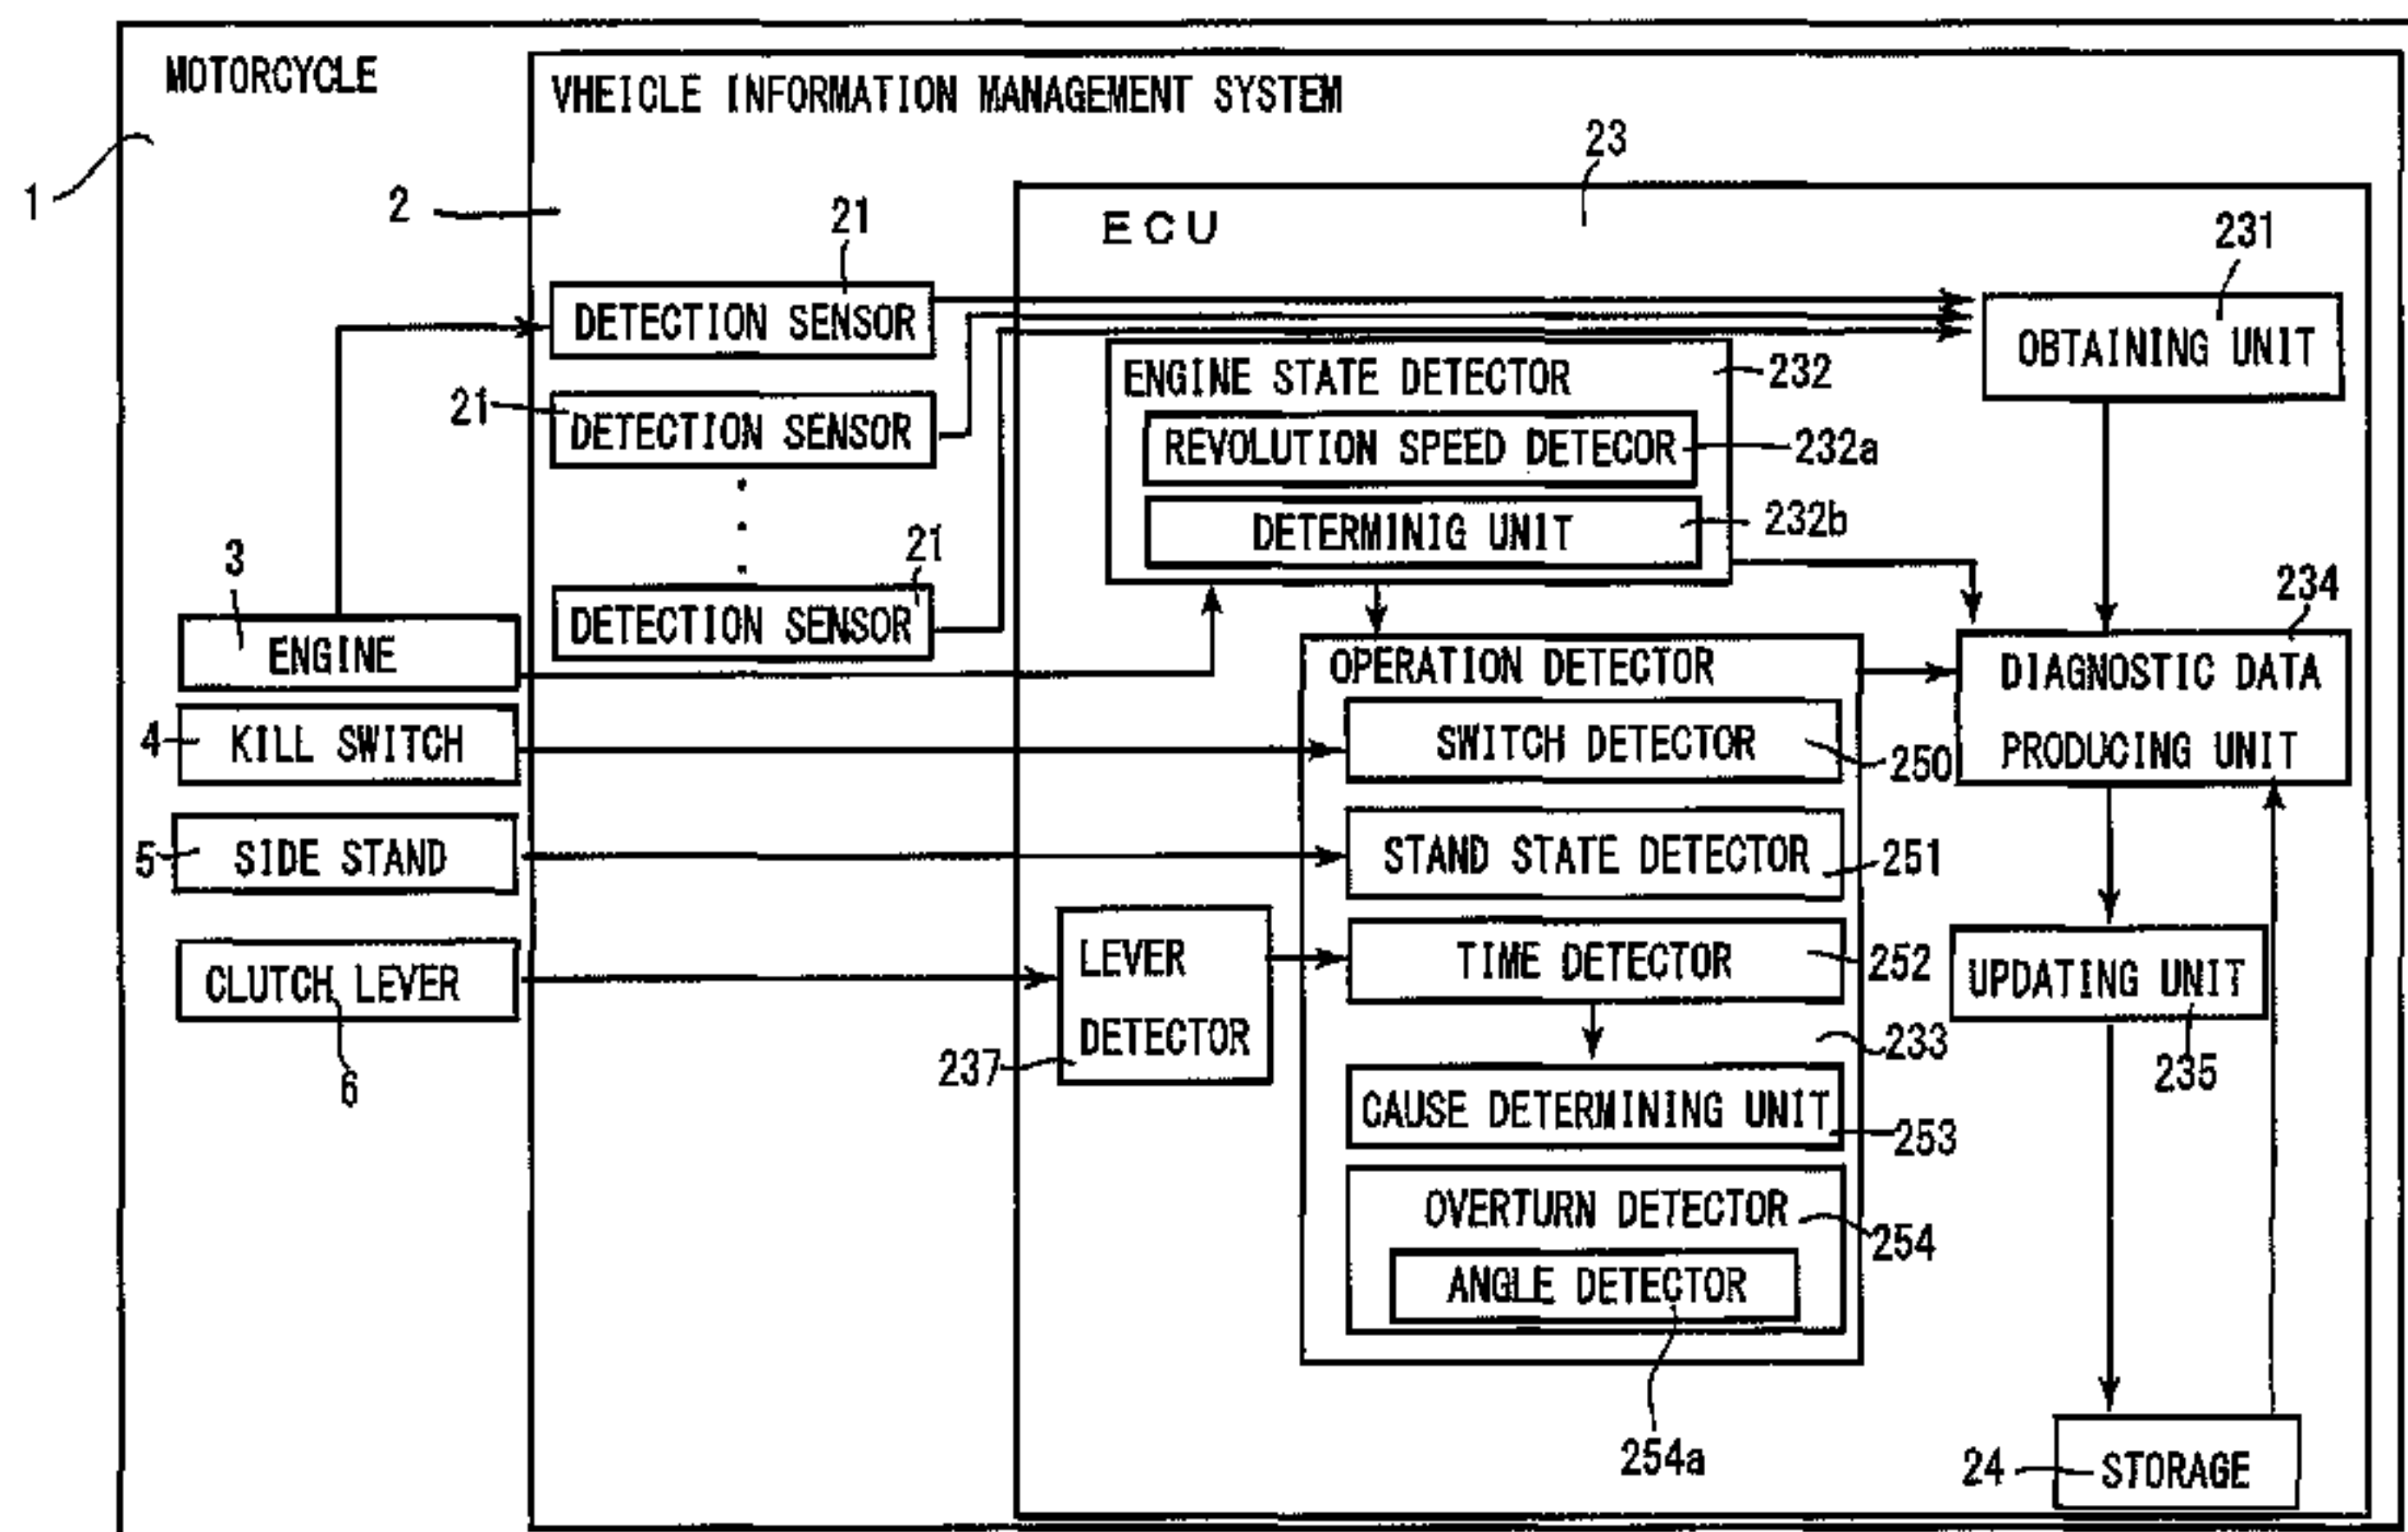 MOTORCYCLE
VHEICLE INFORMATION MANAGEMENT SYSTEM
1
2
23
ECU
21
DETECTION SENSOR
231
OBTAINING UNIT
21
DETECTION SENSOR
ENGINE STATE DETECTOR
232
REVOLUTION SPEED DETECOR
232a
DETERMINIG UNIT
232b
21
DETECTION SENSOR
3
ENGINE
4
KILL SWITCH
5
SIDE STAND
CLUTCH LEVER
6
LEVER
DETECTOR
237
OPERATION DETECTOR
SWITCH DETECTOR
250
STAND STATE DETECTOR
251
TIME DETECTOR
252
233
CAUSE DETERMINING UNIT
253
OVERTURN DETECTOR
254
ANGLE DETECTOR
254a
234
DIAGNOSTIC DATA
PRODUCING UNIT
UPDATING UNIT
235
24
STORAGE